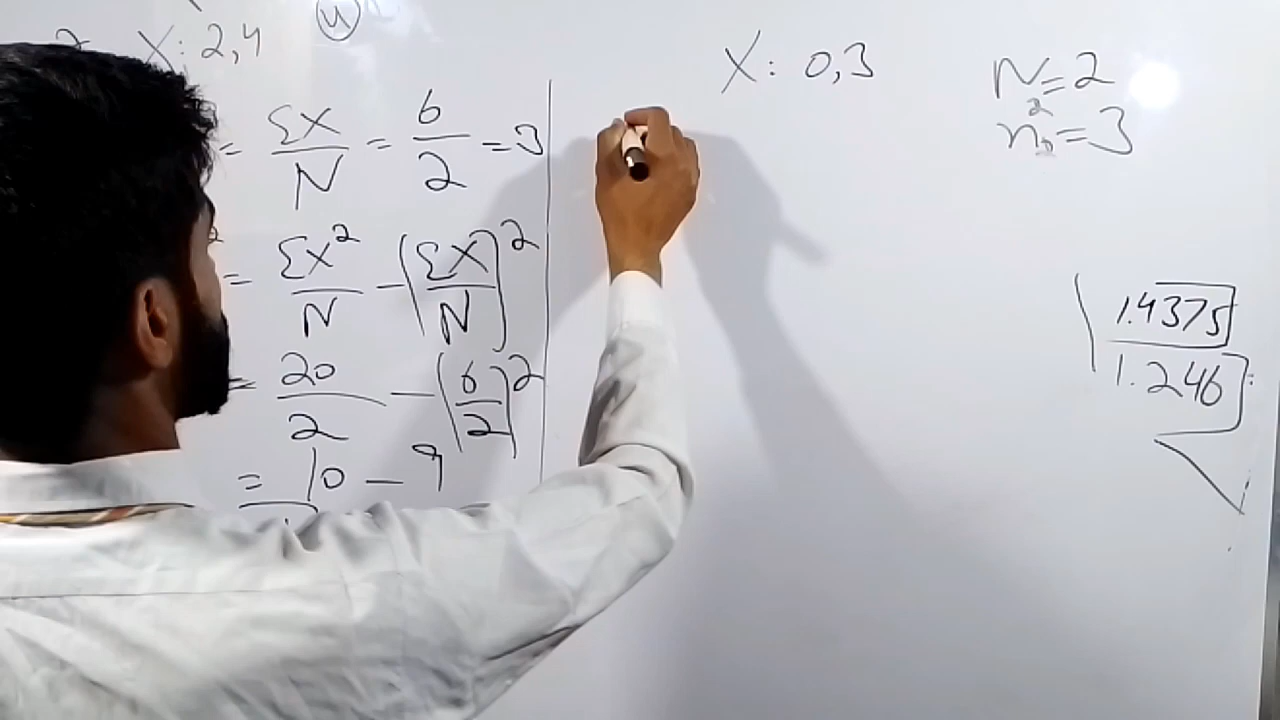 X: 2,4
= ΣX/N = 6/2 = 3
= ΣX²/N - (ΣX/N)²
= 20/2 - (6/2)²
= 10 - 9
X: 0,3
N = 2
n₂ = 3
1.4375
1.246